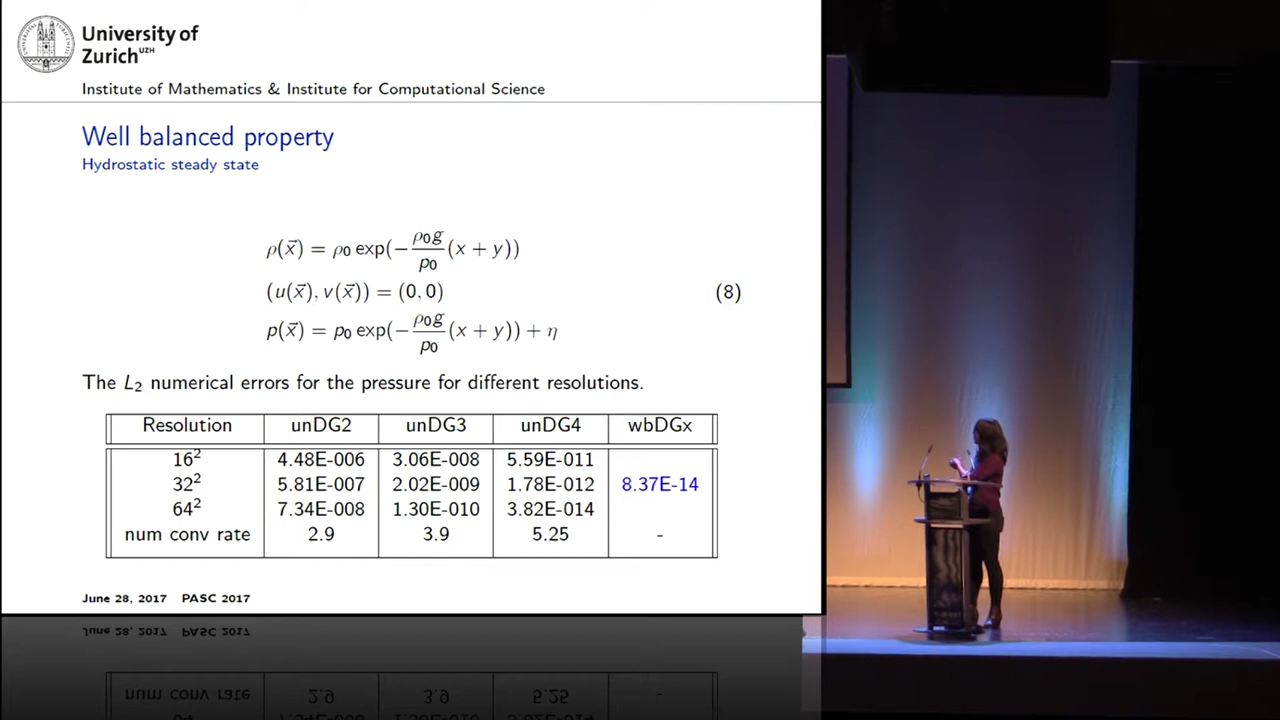 University of
Zurich UZH
Institute of Mathematics & Institute for Computational Science
Well balanced property
Hydrostatic steady state
ρ(x⃗) = ρ₀ exp(−ρ₀g/p₀ (x + y))
(u(x⃗), v(x⃗)) = (0, 0) (8)
p(x⃗) = p₀ exp(−ρ₀g/p₀ (x + y)) + η
The L₂ numerical errors for the pressure for different resolutions.
Resolution unDG2 unDG3 unDG4 wbDGx
16² 4.48E-006 3.06E-008 5.59E-011
32² 5.81E-007 2.02E-009 1.78E-012 8.37E-14
64² 7.34E-008 1.30E-010 3.82E-014
num conv rate 2.9 3.9 5.25 -
June 28, 2017 PASC 2017